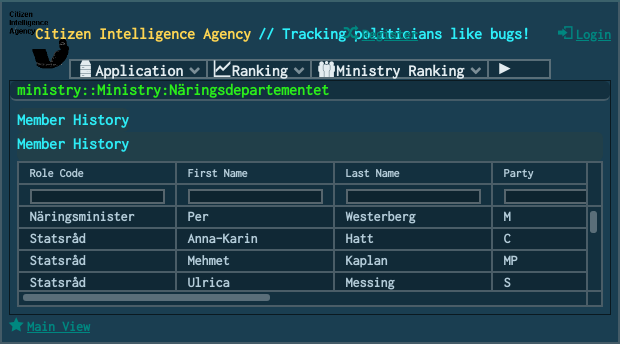 Citizen
Intelligence
Agency
Citizen Intelligence Agency // Tracking politicians like bugs!
Register
Login
Application Ranking Ministry Ranking
ministry::Ministry:Näringsdepartementet
Member History
Member History
Role Code First Name Last Name Party
Näringsminister Per Westerberg M
Statsråd Anna-Karin Hatt C
Statsråd Mehmet Kaplan MP
Statsråd Ulrica Messing S
Main View